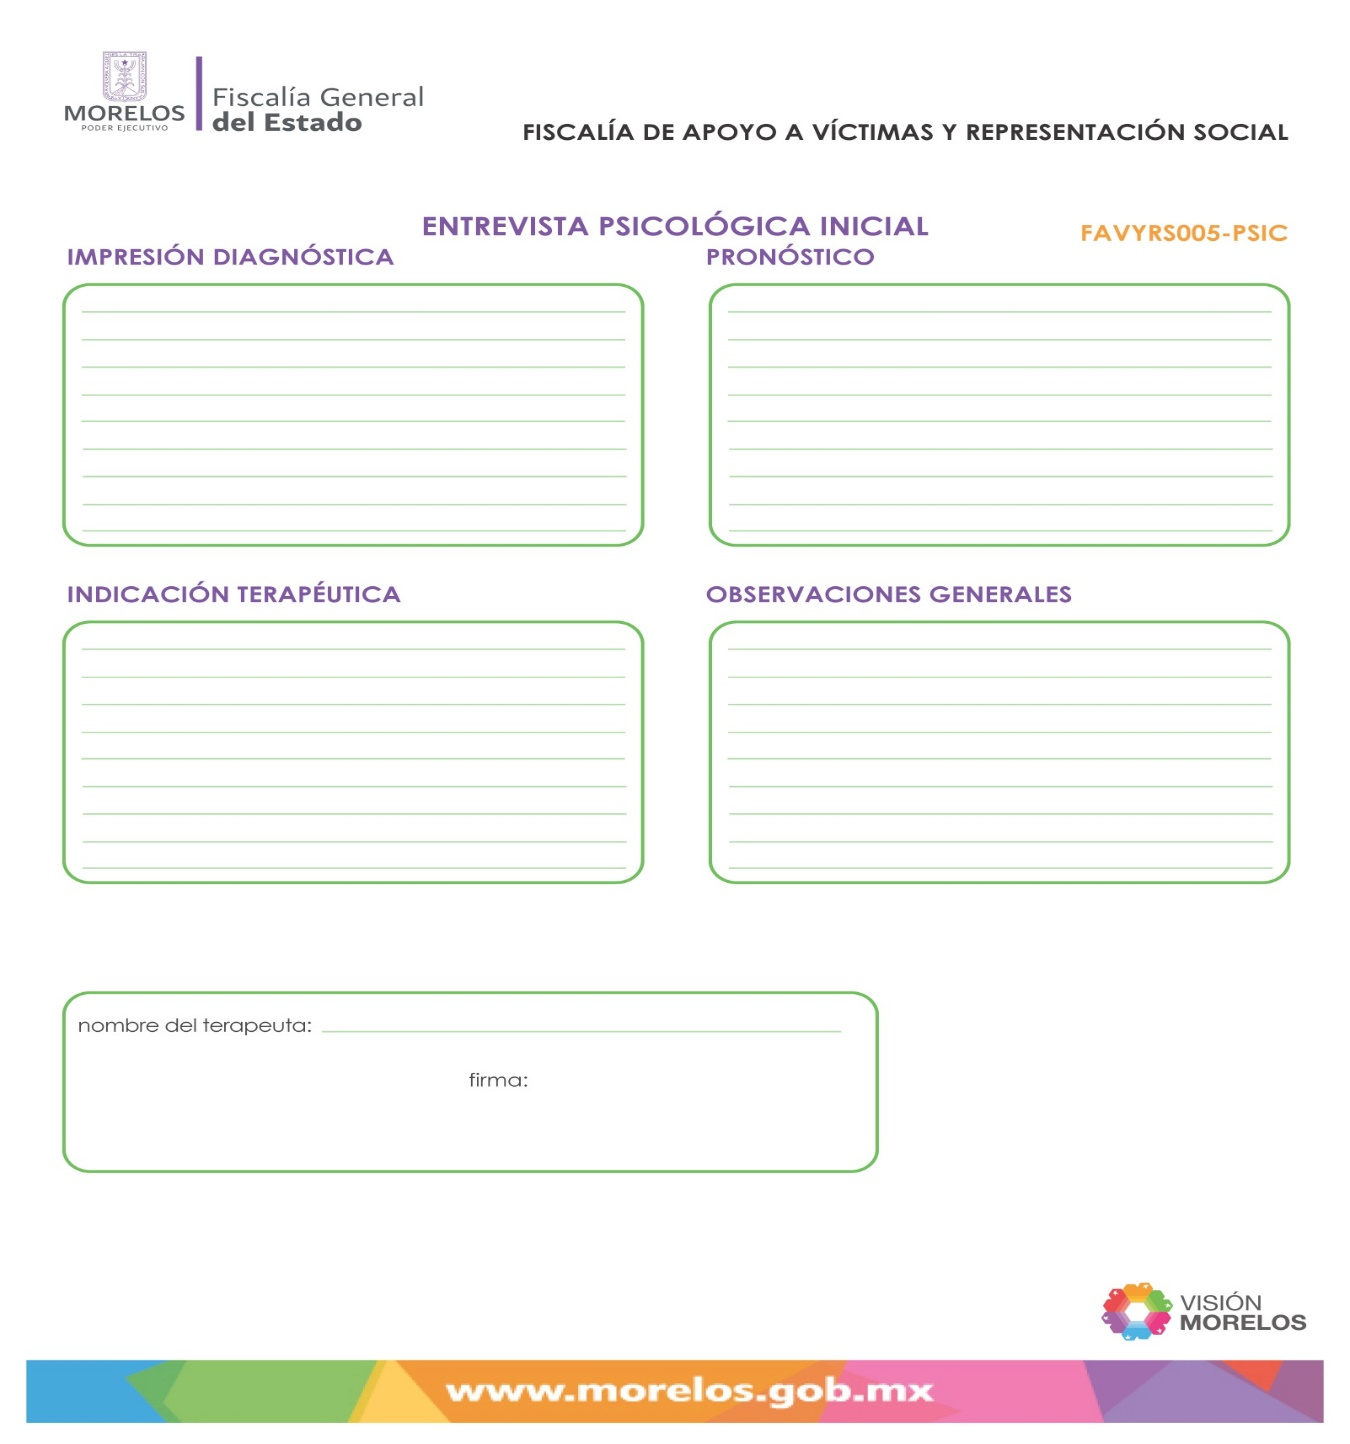 MORELOS
PODER EJECUTIVO
Fiscalía General
del Estado
FISCALÍA DE APOYO A VÍCTIMAS Y REPRESENTACIÓN SOCIAL
ENTREVISTA PSICOLÓGICA INICIAL
FAVYRS005-PSIC
IMPRESIÓN DIAGNÓSTICA
PRONÓSTICO
INDICACIÓN TERAPÉUTICA
OBSERVACIONES GENERALES
nombre del terapeuta:
firma:
VISIÓN
MORELOS
www.morelos.gob.mx